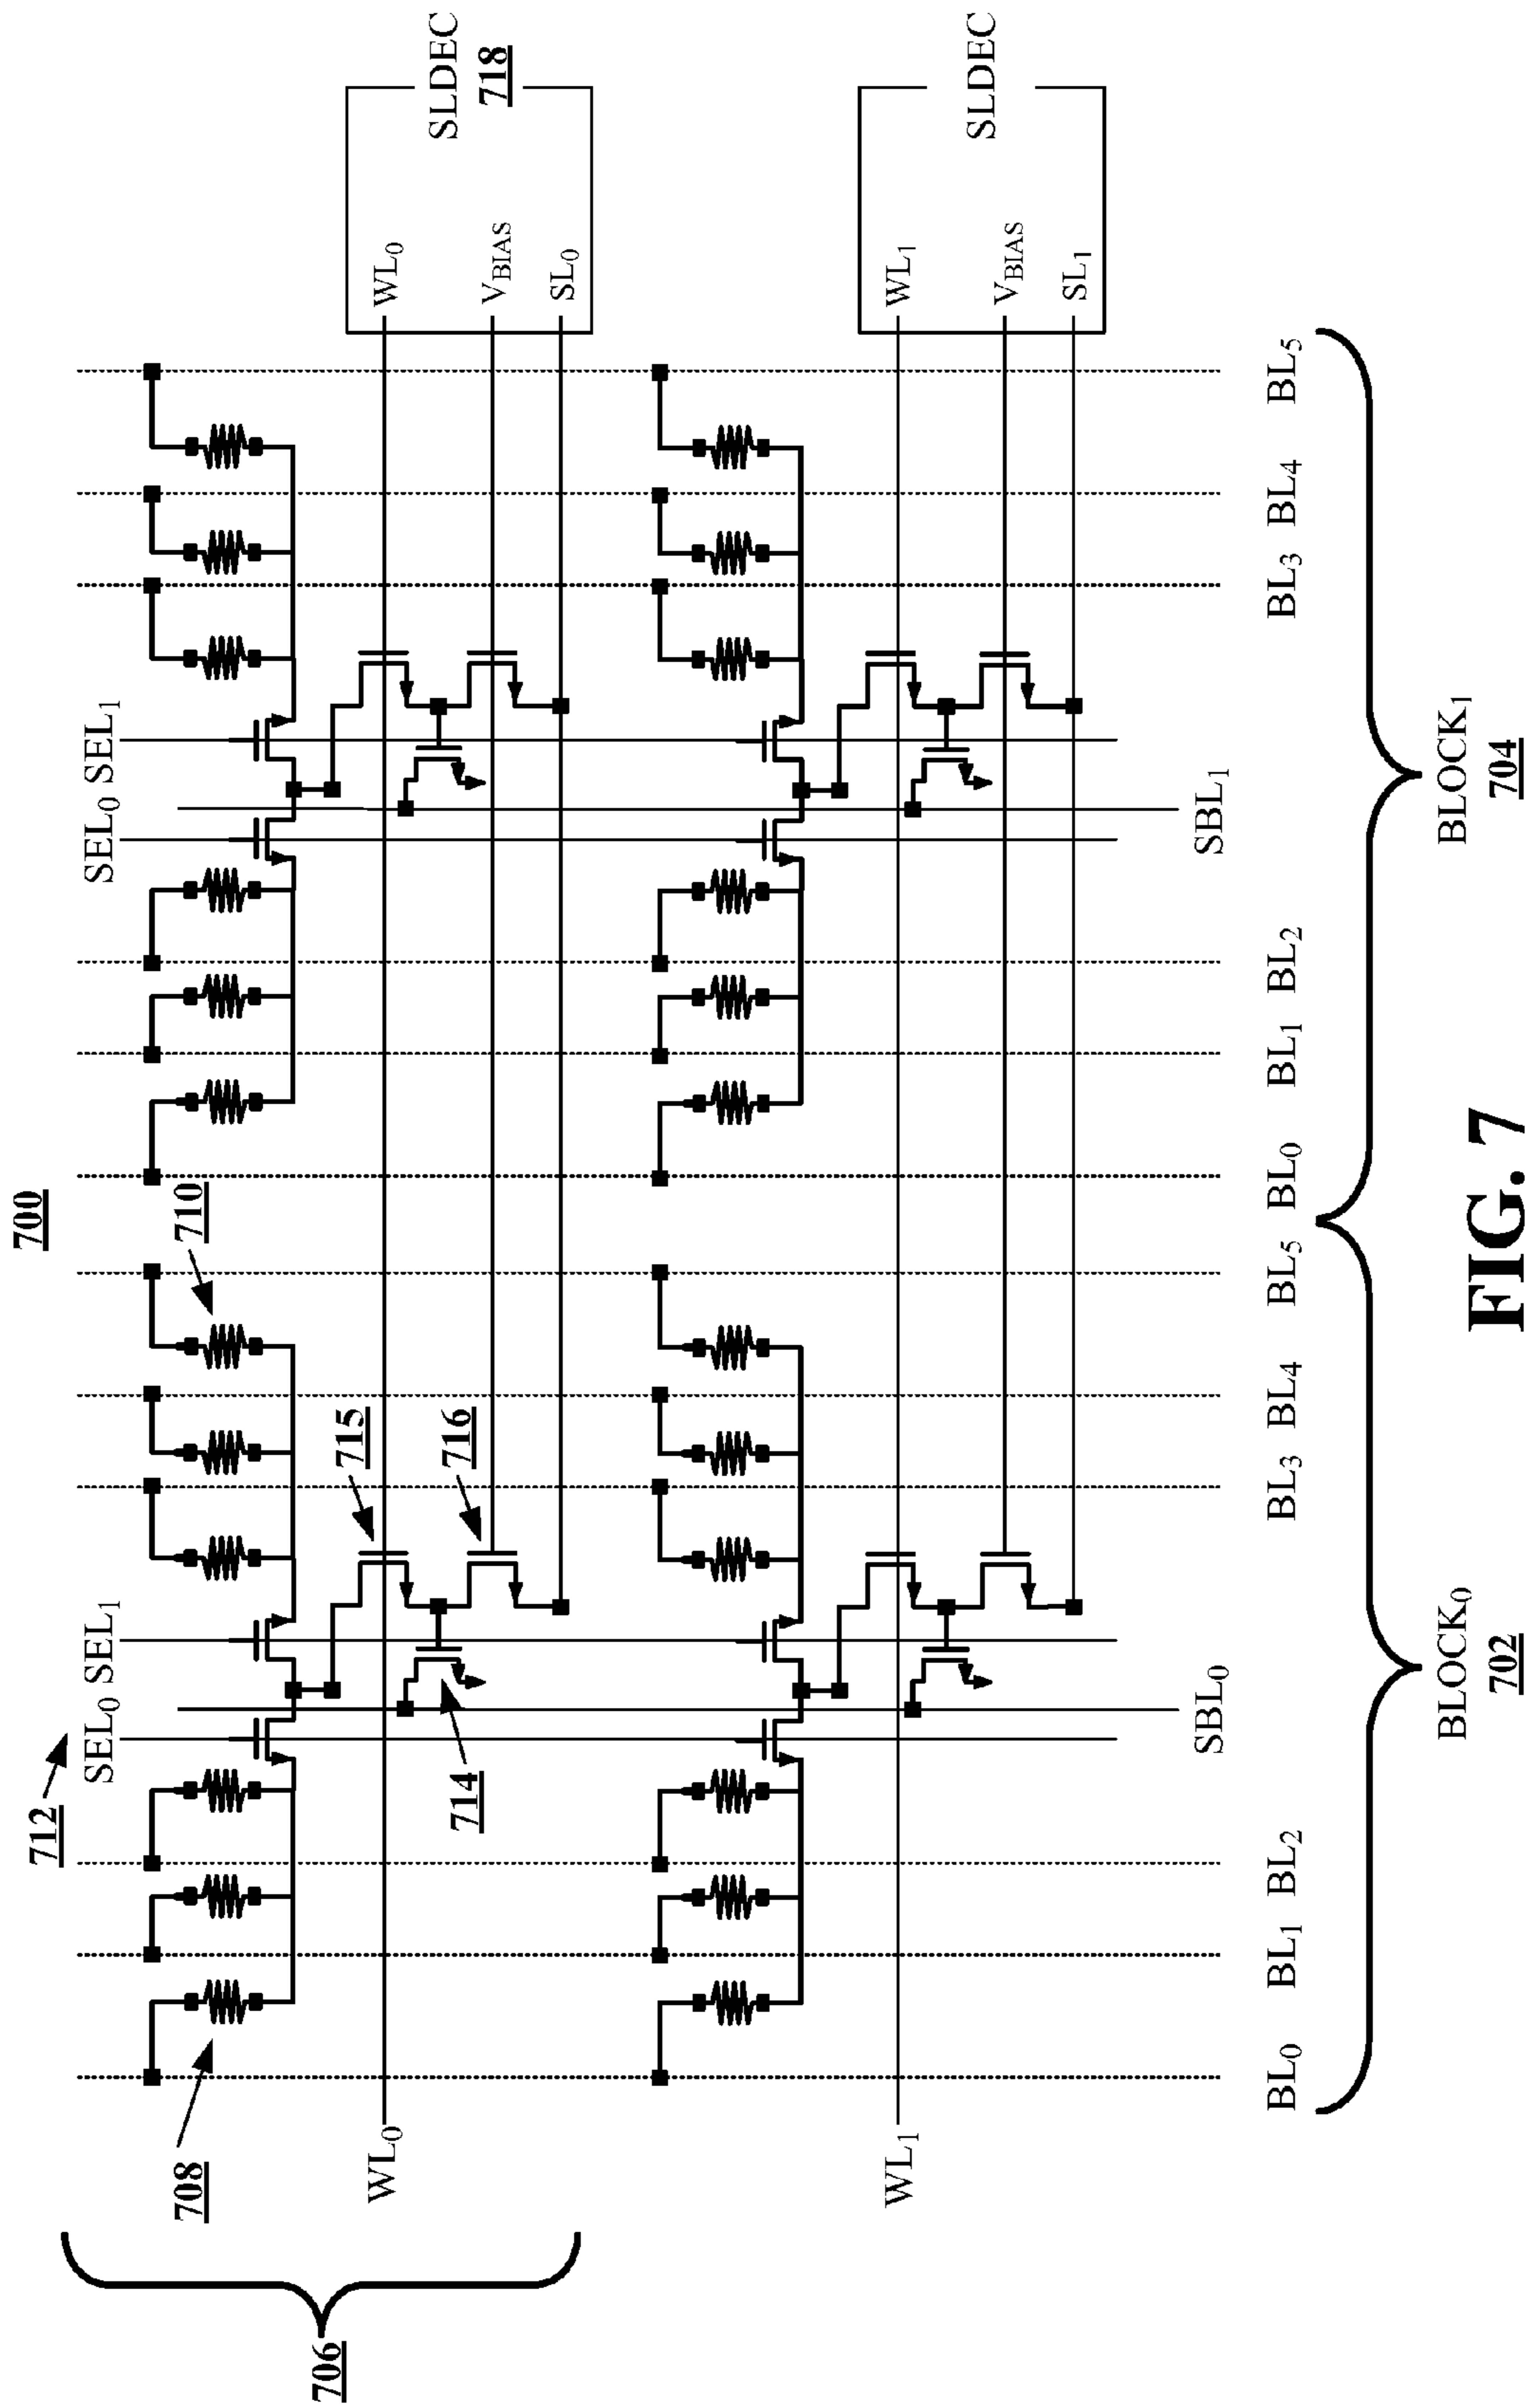 700
712
SEL0 SEL1
SEL0 SEL1
706
708
710
WL0
715
WL0
714
716
VBIAS
SL0
SLDEC
718
WL1
WL1
VBIAS
SL1
SLDEC
SBL0
SBL1
BL0 BL1 BL2 BL3 BL4 BL5 BL0 BL1 BL2 BL3 BL4 BL5
BLOCK0
702
BLOCK1
704
FIG. 7